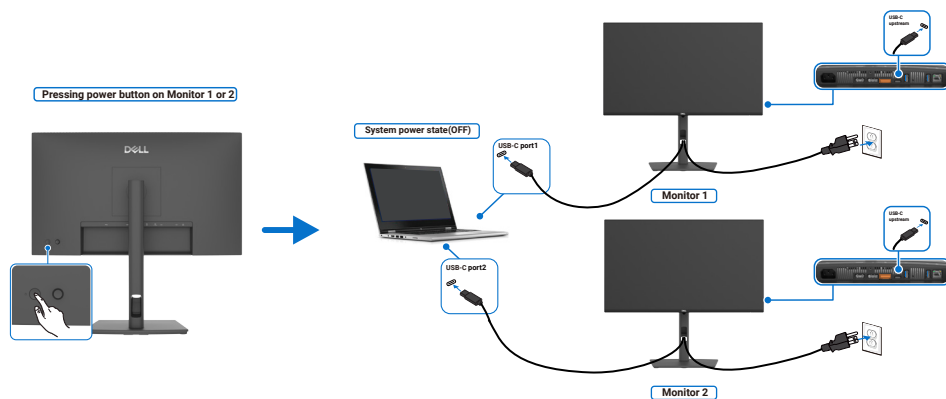 Pressing power button on Monitor 1 or 2
DELL
System power state(OFF)
USB-C port1
USB-C
upstream
Monitor 1
USB-C port2
USB-C
upstream
Monitor 2